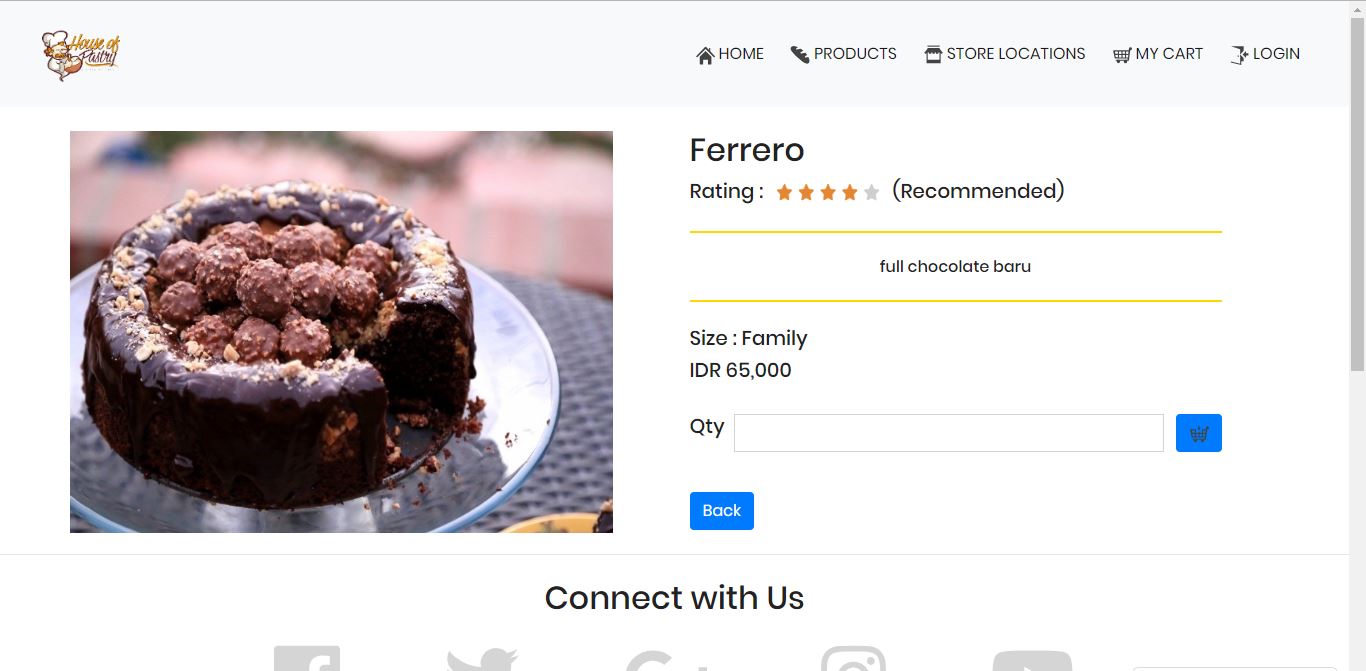 House of
Pastry
HOME PRODUCTS STORE LOCATIONS MY CART LOGIN
Ferrero
Rating : (Recommended)
full chocolate baru
Size : Family
IDR 65,000
Qty
Back
Connect with Us